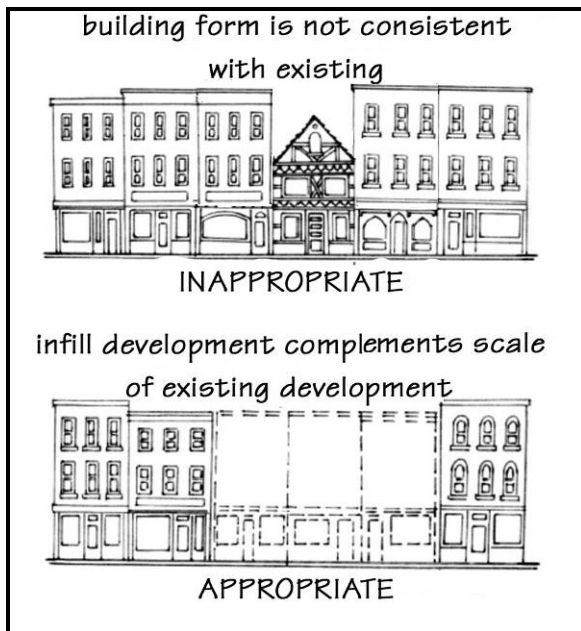 building form is not consistent
with existing
INAPPROPRIATE
infill development complements scale
of existing development
APPROPRIATE